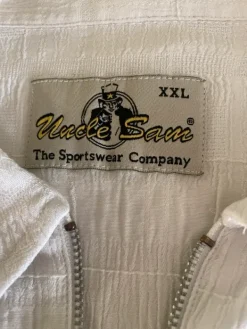 XXL
Uncle Sam®
The Sportswear Company